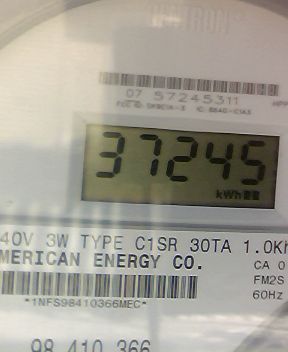 07 57245311
37245
kWh
40V 3W TYPE C1SR 30TA 1.0Kh
MERICAN ENERGY CO.
CA 0
FM2S
60Hz
*1NFS98410366MEC*
98 410 366